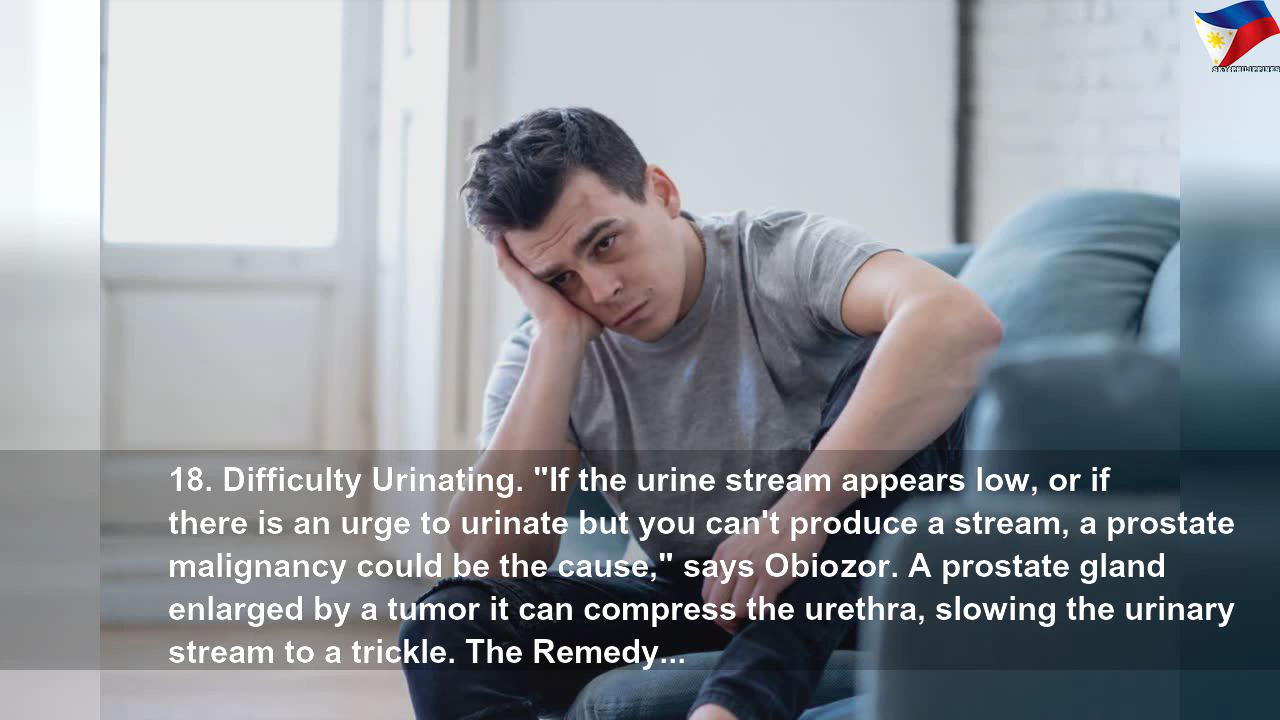 SKYPHILIPPINES
18. Difficulty Urinating. "If the urine stream appears low, or if
there is an urge to urinate but you can't produce a stream, a prostate
malignancy could be the cause," says Obiozor. A prostate gland
enlarged by a tumor it can compress the urethra, slowing the urinary
stream to a trickle. The Remedy...